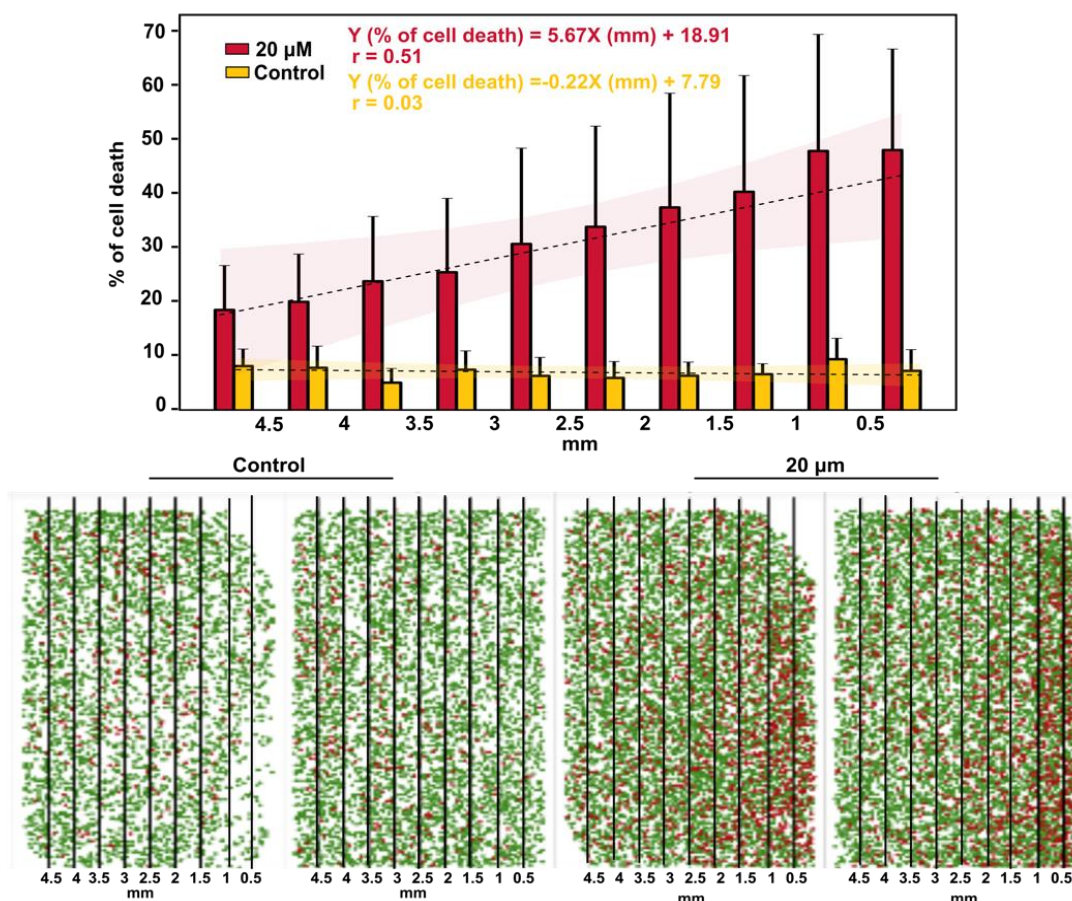 70
60
50
40
30
20
10
0
% of cell death
20 µM
Control
Y (% of cell death) = 5.67X (mm) + 18.91
r = 0.51
Y (% of cell death) =-0.22X (mm) + 7.79
r = 0.03
4.5 4 3.5 3 2.5 2 1.5 1 0.5
mm
Control
20 µm
4.5 4 3.5 3 2.5 2 1.5 1 0.5
mm
4.5 4 3.5 3 2.5 2 1.5 1 0.5
mm
4.5 4 3.5 3 2.5 2 1.5 1 0.5
mm
4.5 4 3.5 3 2.5 2 1.5 1 0.5
mm